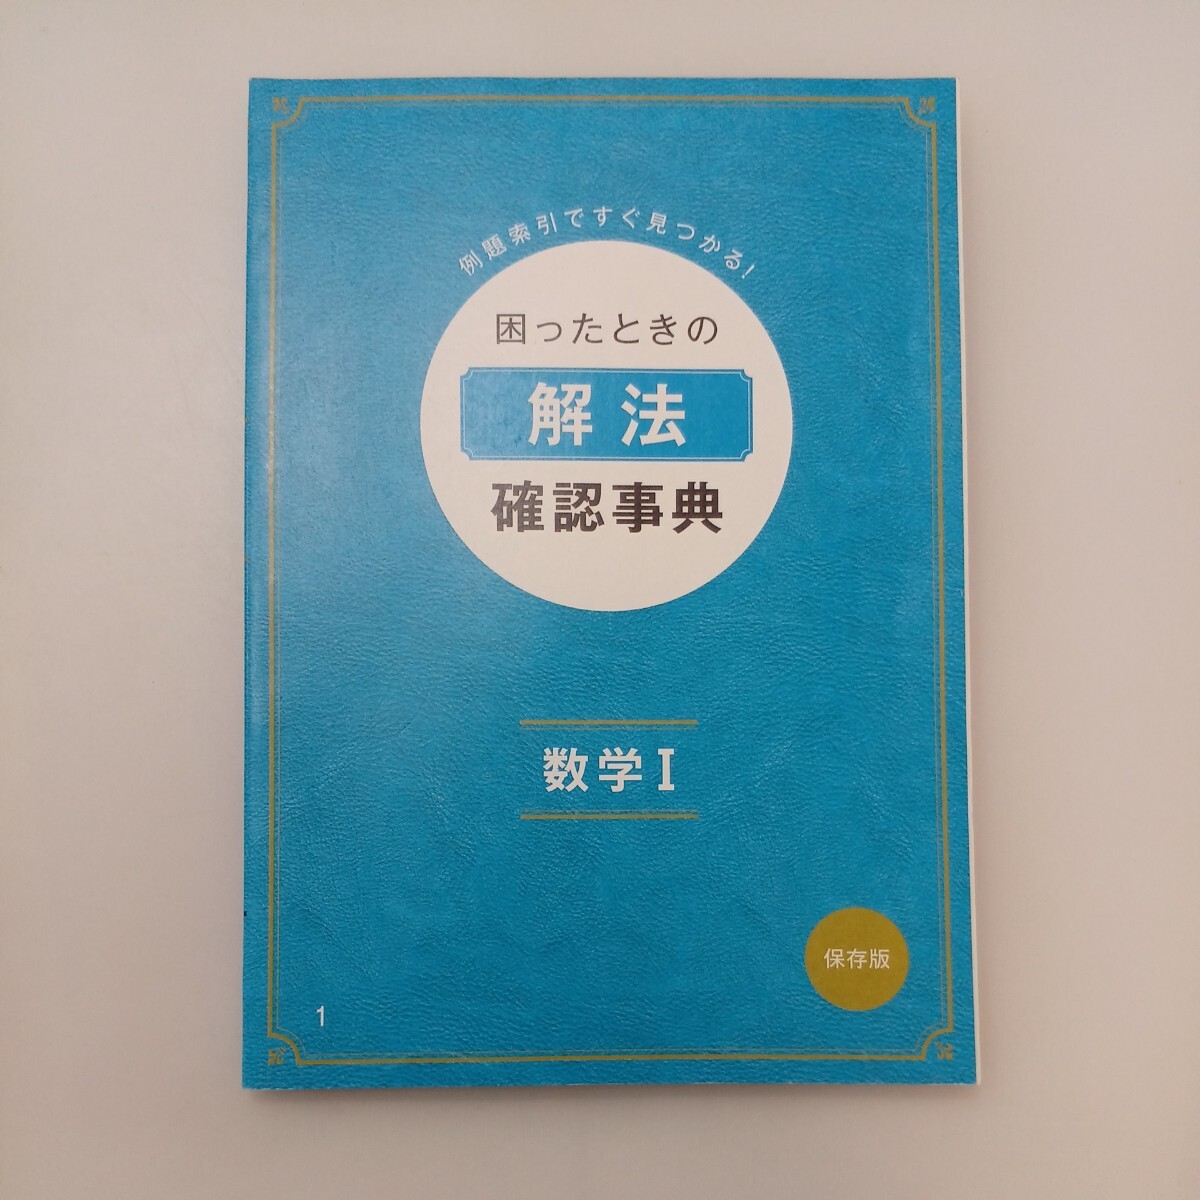 例題索引ですぐ見つかる!
困ったときの
解法
確認事典
数学I
保存版
1